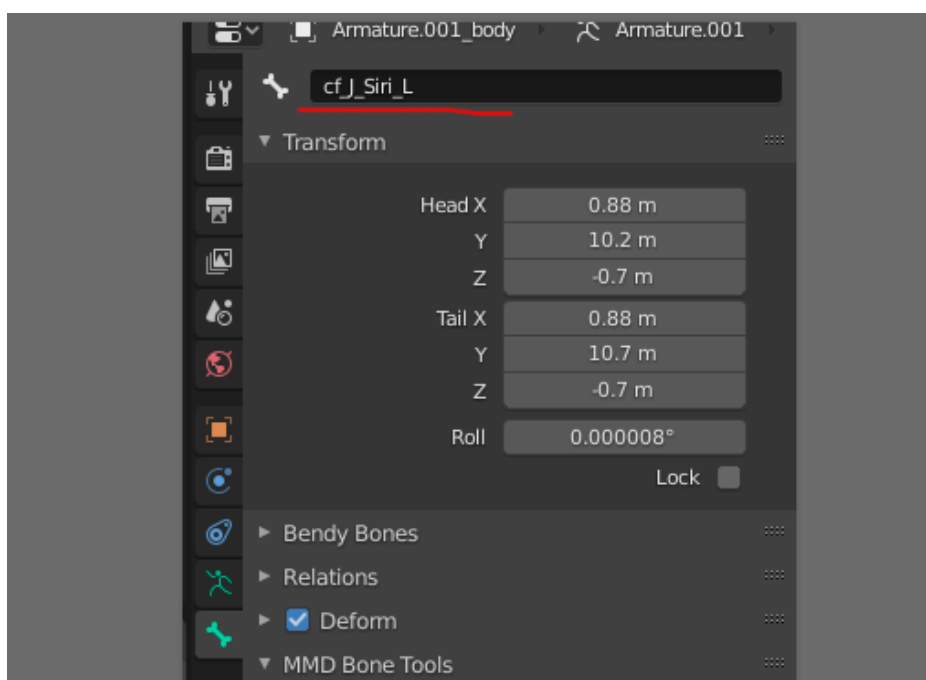 Armature.001_body Armature.001
cf_J_Siri_L
Transform
Head X 0.88 m
Y 10.2 m
Z -0.7 m
Tail X 0.88 m
Y 10.7 m
Z -0.7 m
Roll 0.000008°
Lock
Bendy Bones
Relations
Deform
MMD Bone Tools